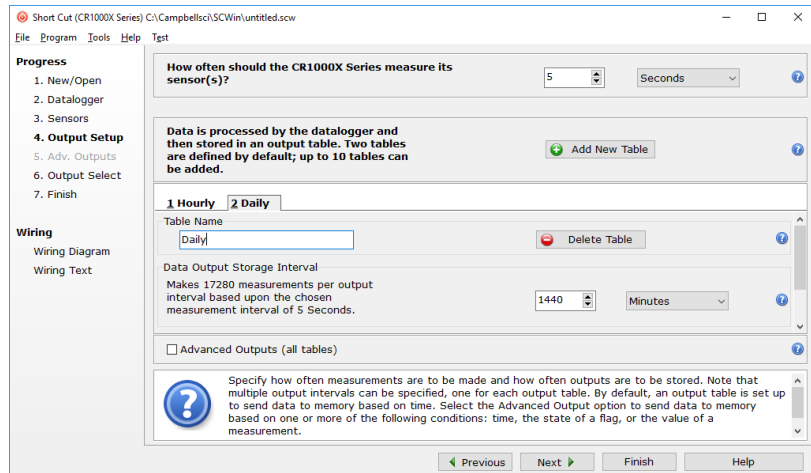 Short Cut (CR1000X Series) C:\Campbellsci\SCWin\untitled.scw
File Program Tools Help Test
Progress
1. New/Open
2. Datalogger
3. Sensors
4. Output Setup
5. Adv. Outputs
6. Output Select
7. Finish
Wiring
Wiring Diagram
Wiring Text
How often should the CR1000X Series measure its
sensor(s)?
5 Seconds
Data is processed by the datalogger and
then stored in an output table. Two tables
are defined by default; up to 10 tables can
be added.
Add New Table
1 Hourly 2 Daily
Table Name
Daily
Delete Table
Data Output Storage Interval
Makes 17280 measurements per output
interval based upon the chosen
measurement interval of 5 Seconds.
1440 Minutes
Advanced Outputs (all tables)
Specify how often measurements are to be made and how often outputs are to be stored. Note that
multiple output intervals can be specified, one for each output table. By default, an output table is set up
to send data to memory based on time. Select the Advanced Output option to send data to memory
based on one or more of the following conditions: time, the state of a flag, or the value of a
measurement.
Previous Next Finish Help